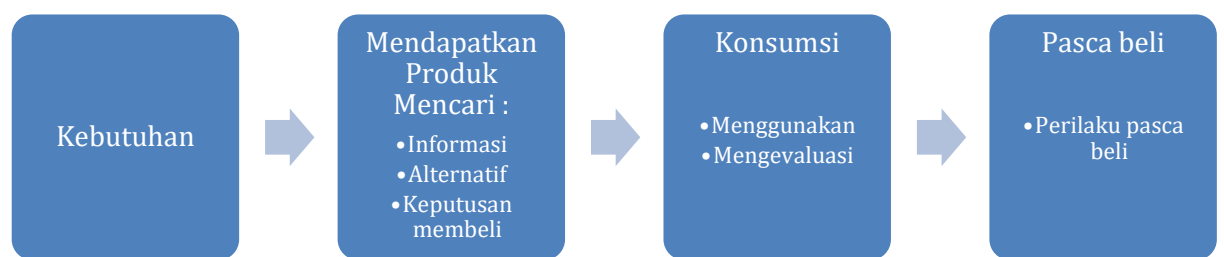 Kebutuhan
Mendapatkan
Produk
Mencari :
•Informasi
•Alternatif
•Keputusan
membeli
Konsumsi
•Menggunakan
•Mengevaluasi
Pasca beli
•Perilaku pasca
beli